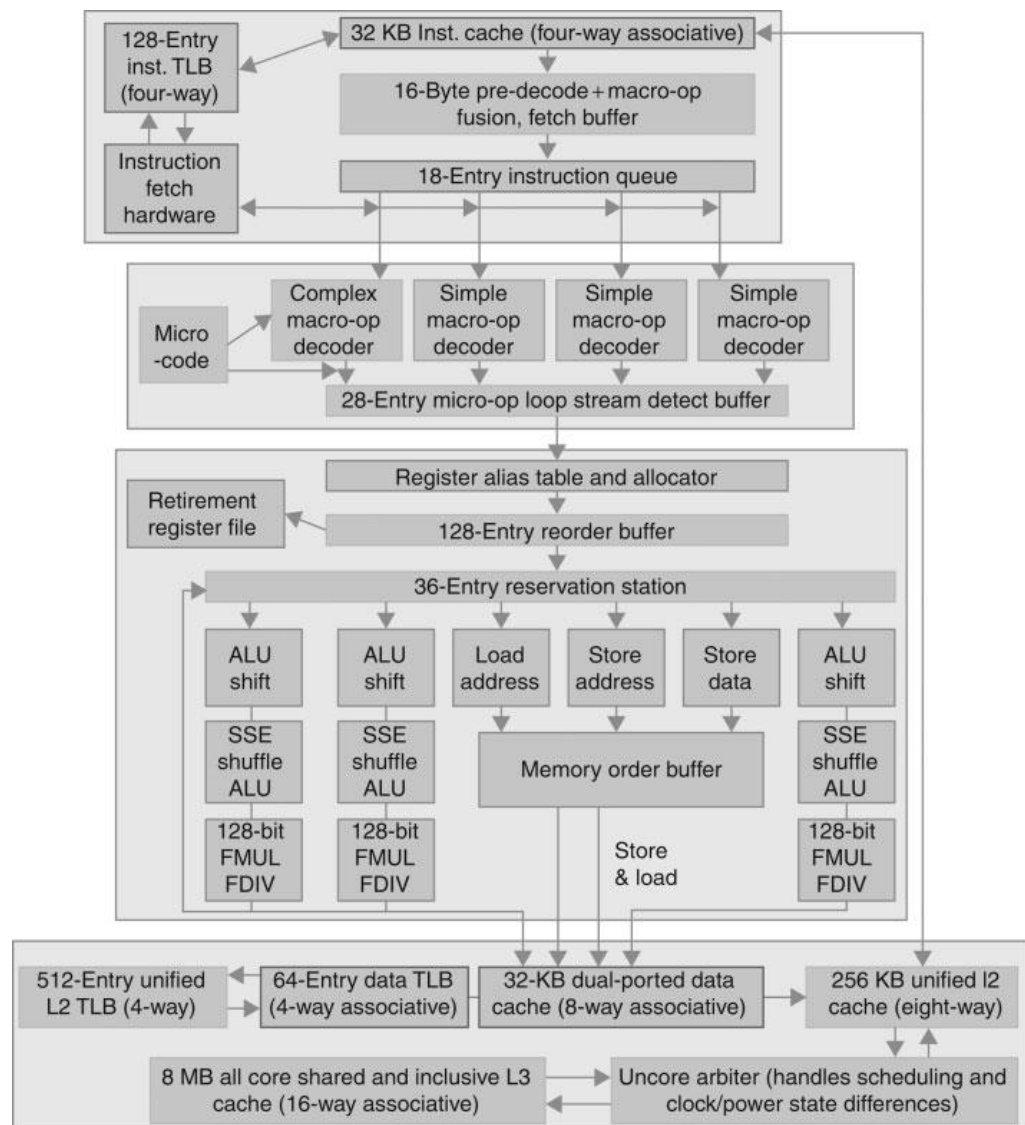 128-Entry
inst. TLB
(four-way)
32 KB Inst. cache (four-way associative)
16-Byte pre-decode+macro-op
fusion, fetch buffer
Instruction
fetch
hardware
18-Entry instruction queue
Micro
-code
Complex
macro-op
decoder
Simple
macro-op
decoder
Simple
macro-op
decoder
Simple
macro-op
decoder
28-Entry micro-op loop stream detect buffer
Register alias table and allocator
Retirement
register file
128-Entry reorder buffer
36-Entry reservation station
ALU
shift
ALU
shift
Load
address
Store
address
Store
data
ALU
shift
SSE
shuffle
ALU
SSE
shuffle
ALU
Memory order buffer
SSE
shuffle
ALU
128-bit
FMUL
FDIV
128-bit
FMUL
FDIV
Store
& load
128-bit
FMUL
FDIV
512-Entry unified
L2 TLB (4-way)
64-Entry data TLB
(4-way associative)
32-KB dual-ported data
cache (8-way associative)
256 KB unified l2
cache (eight-way)
8 MB all core shared and inclusive L3
cache (16-way associative)
Uncore arbiter (handles scheduling and
clock/power state differences)